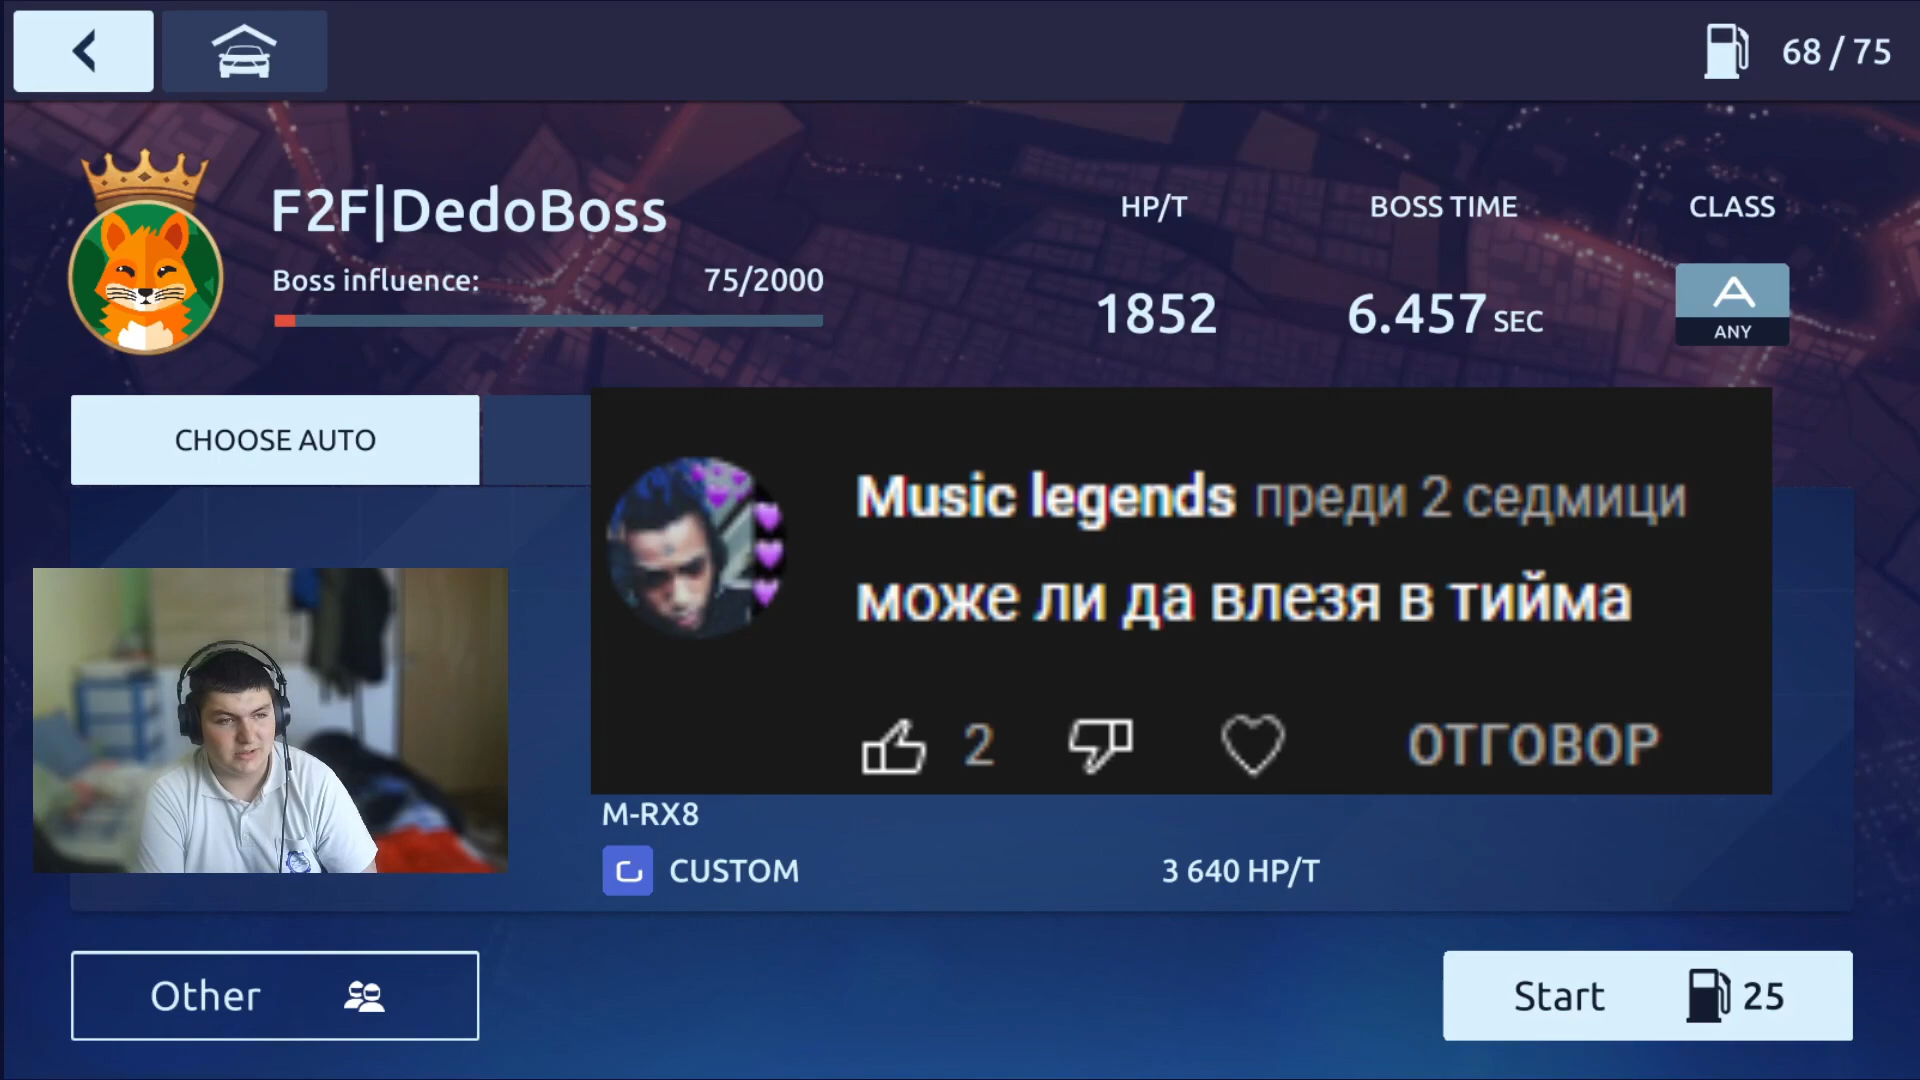 68 / 75
F2F|DedoBoss
Boss influence: 75/2000
HP/T
1852
BOSS TIME
6.457 SEC
CLASS
A
ANY
CHOOSE AUTO
Music legends преди 2 седмици
може ли да влезя в тийма
2
ОТГОВОР
M-RX8
CUSTOM
3 640 HP/T
Other
Start 25